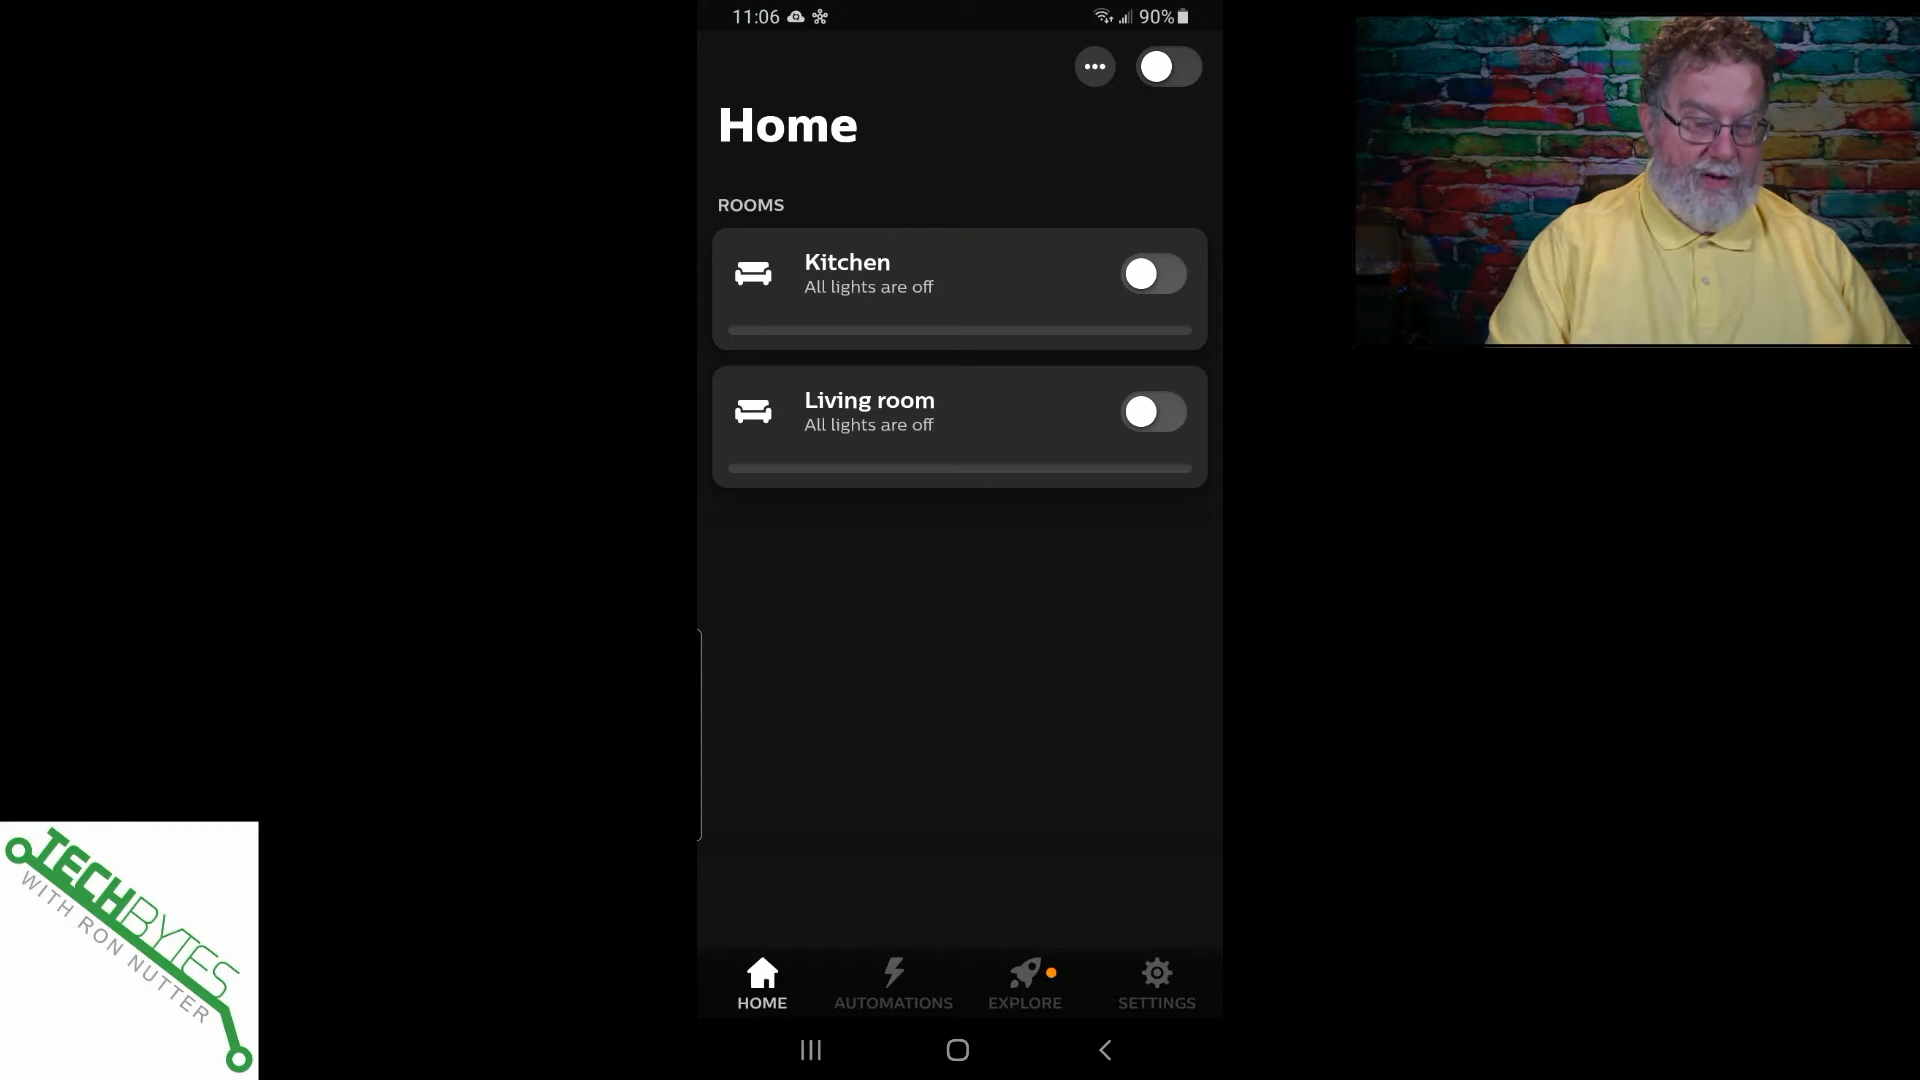 11:06
90%
Home
ROOMS
Kitchen
All lights are off
Living room
All lights are off
HOME
AUTOMATIONS
EXPLORE
SETTINGS
TECHBYTES
WITH RON NUTTER